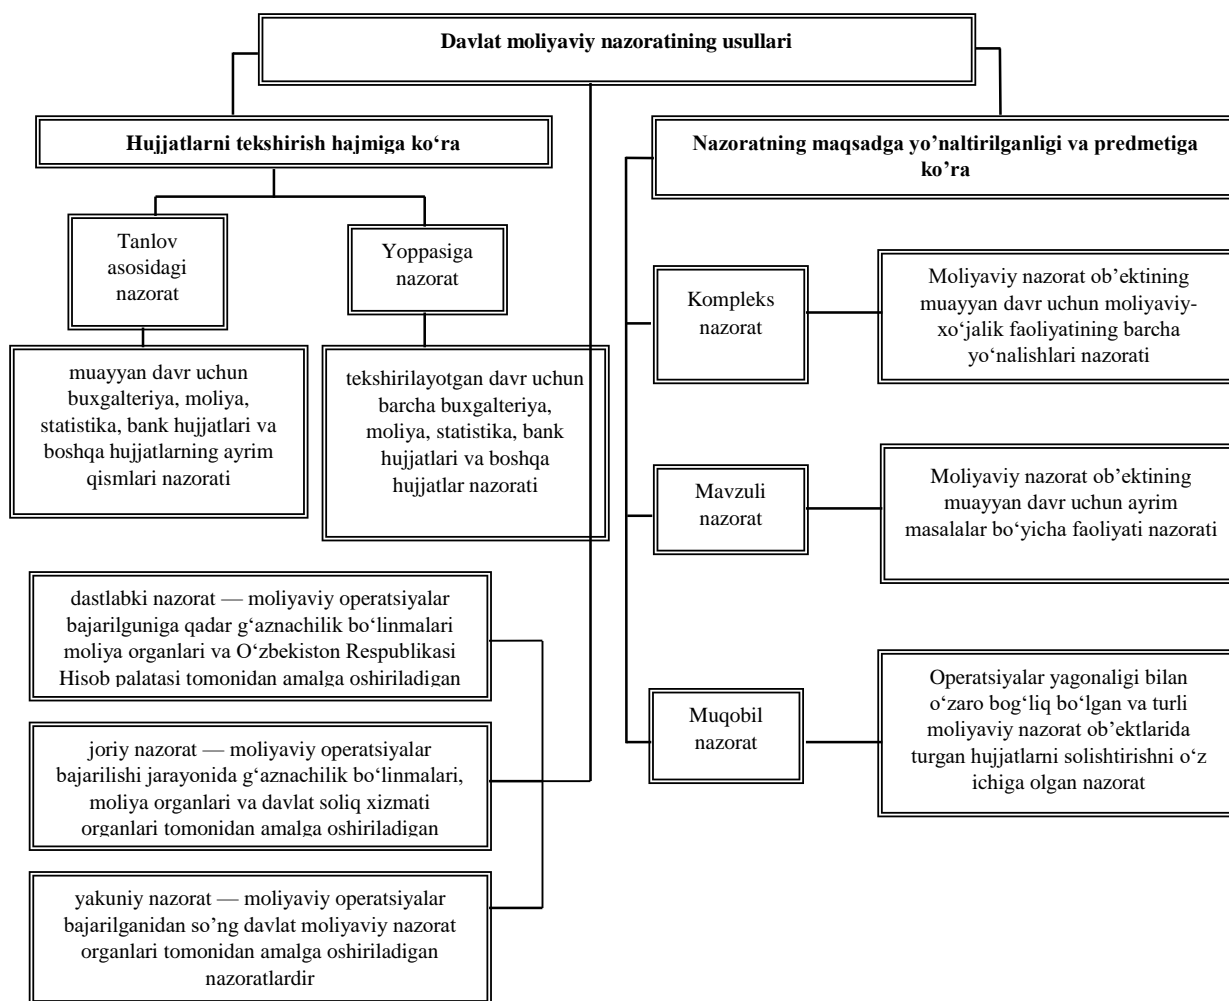 Davlat moliyaviy nazoratining usullari
Hujjatlarni tekshirish hajmiga ko‘ra
Tanlov
asosidagi
nazorat
Yoppasiga
nazorat
muayyan davr uchun
buxgalteriya, moliya,
statistika, bank hujjatlari va
boshqa hujjatlarning ayrim
qismlari nazorati
tekshirilayotgan davr uchun
barcha buxgalteriya,
moliya, statistika, bank
hujjatlari va boshqa
hujjatlar nazorati
Nazoratning maqsadga yo’naltirilganligi va predmetiga
ko’ra
Kompleks
nazorat
Moliyaviy nazorat ob’ektining
muayyan davr uchun moliyaviy-
xo‘jalik faoliyatining barcha
yo‘nalishlari nazorati
Mavzuli
nazorat
Moliyaviy nazorat ob’ektining
muayyan davr uchun ayrim
masalalar bo‘yicha faoliyati nazorati
Muqobil
nazorat
Operatsiyalar yagonaligi bilan
o‘zaro bog‘liq bo‘lgan va turli
moliyaviy nazorat ob’ektlarida
turgan hujjatlarni solishtirishni o‘z
ichiga olgan nazorat
dastlabki nazorat — moliyaviy operatsiyalar
bajarilguniga qadar g‘aznachilik bo‘linmalari
moliya organlari va O‘zbekiston Respublikasi
Hisob palatasi tomonidan amalga oshiriladigan
joriy nazorat — moliyaviy operatsiyalar
bajarilishi jarayonida g‘aznachilik bo‘linmalari,
moliya organlari va davlat soliq xizmati
organlari tomonidan amalga oshiriladigan
yakuniy nazorat — moliyaviy operatsiyalar
bajarilganidan so’ng davlat moliyaviy nazorat
organlari tomonidan amalga oshiriladigan
nazoratlardir